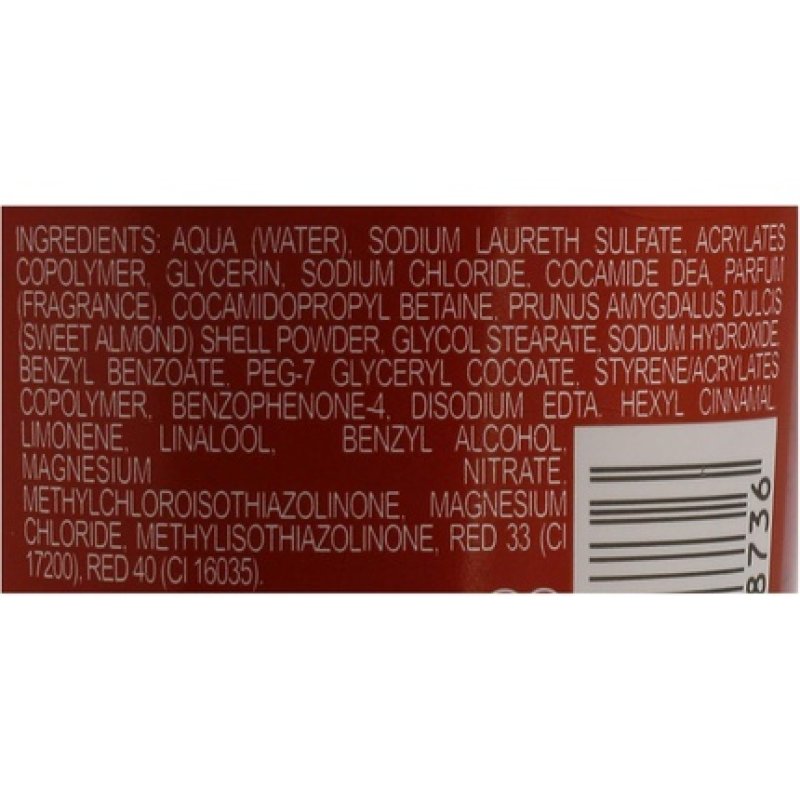 INGREDIENTS: AQUA (WATER), SODIUM LAURETH SULFATE, ACRYLATES
COPOLYMER, GLYCERIN, SODIUM CHLORIDE, COCAMIDE DEA, PARFUM
(FRAGRANCE), COCAMIDOPROPYL BETAINE, PRUNUS AMYGDALUS DULCIS
(SWEET ALMOND) SHELL POWDER, GLYCOL STEARATE, SODIUM HYDROXIDE
BENZYL BENZOATE, PEG-7 GLYCERYL COCOATE, STYRENE/ACRYLATES
COPOLYMER, BENZOPHENONE-4, DISODIUM EDTA, HEXYL CINNAMAL,
LIMONENE, LINALOOL, BENZYL ALCOHOL,
MAGNESIUM NITRATE,
METHYLCHLOROISOTHIAZOLINONE, MAGNESIUM
CHLORIDE, METHYLISOTHIAZOLINONE, RED 33 (CI
17200), RED 40 (CI 16035).
8736